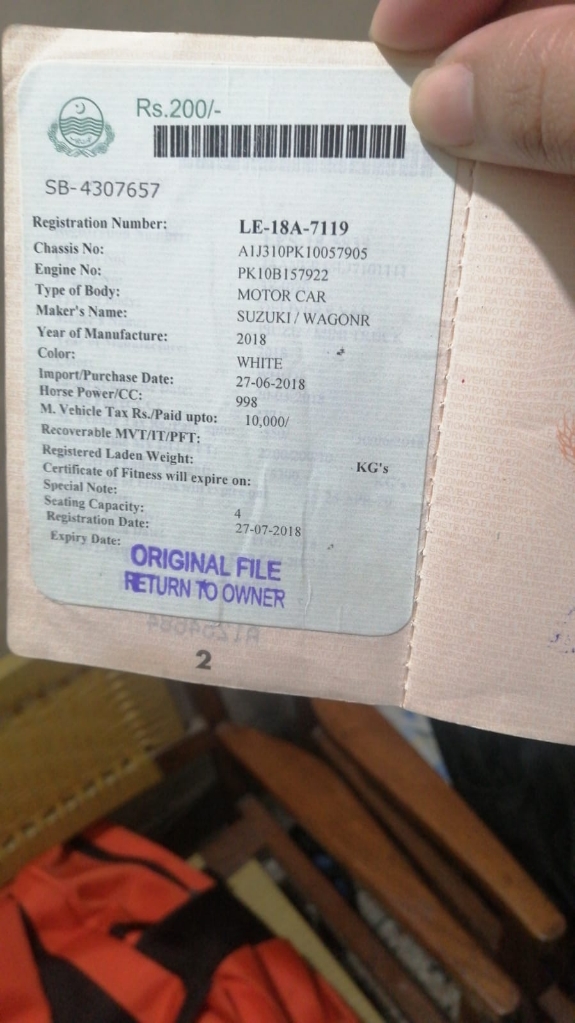 Rs.200/-
SB-4307657
Registration Number: LE-18A-7119
Chassis No: A1J310PK10057905
Engine No: PK10B157922
Type of Body: MOTOR CAR
Maker's Name: SUZUKI / WAGONR
Year of Manufacture: 2018
Color: WHITE
Import/Purchase Date: 27-06-2018
Horse Power/CC: 998
M. Vehicle Tax Rs./Paid upto: 10,000/
Recoverable MVT/IT/PFT:
Registered Laden Weight: KG's
Certificate of Fitness will expire on:
Special Note:
Seating Capacity: 4
Registration Date: 27-07-2018
Expiry Date:
ORIGINAL FILE
RETURN TO OWNER
2